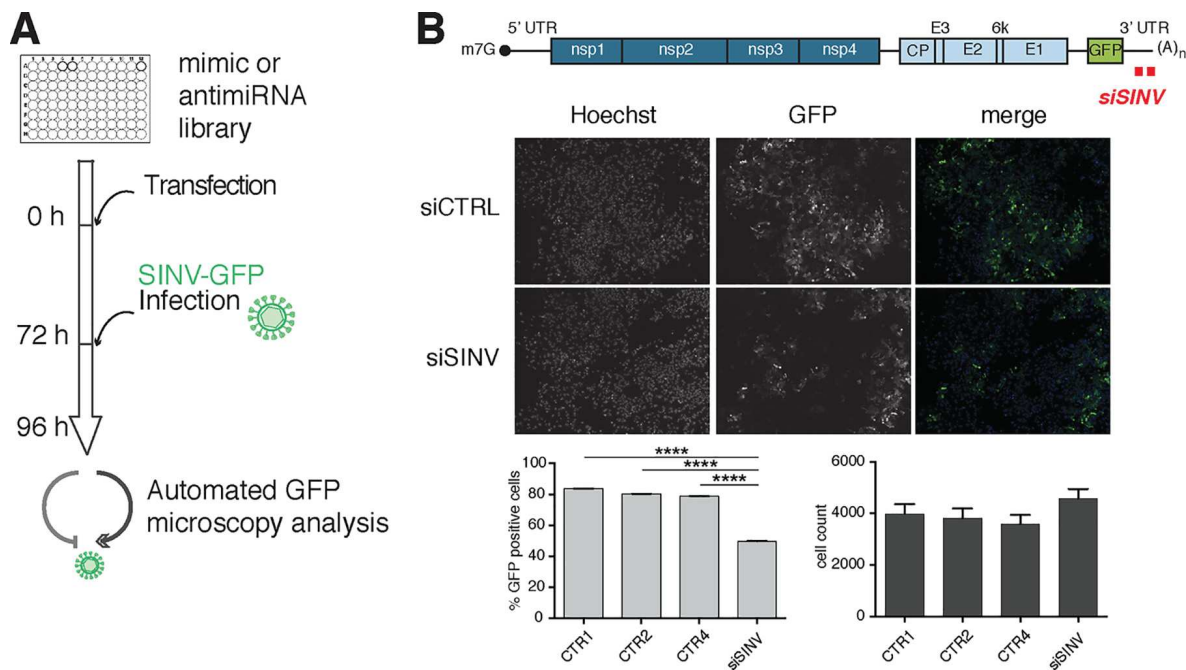 A
mimic or
antimiRNA
library
0 h
Transfection
SINV-GFP
Infection
72 h
96 h
Automated GFP
microscopy analysis
B
5' UTR
E3
6k
3' UTR
m7G
nsp1
nsp2
nsp3
nsp4
CP
E2
E1
GFP
(A)n
siSINV
Hoechst
GFP
merge
siCTRL
siSINV
****
****
****
% GFP positive cells
100
80
60
40
20
0
CTR1
CTR2
CTR4
siSINV
cell count
6000
4000
2000
0
CTR1
CTR2
CTR4
siSINV